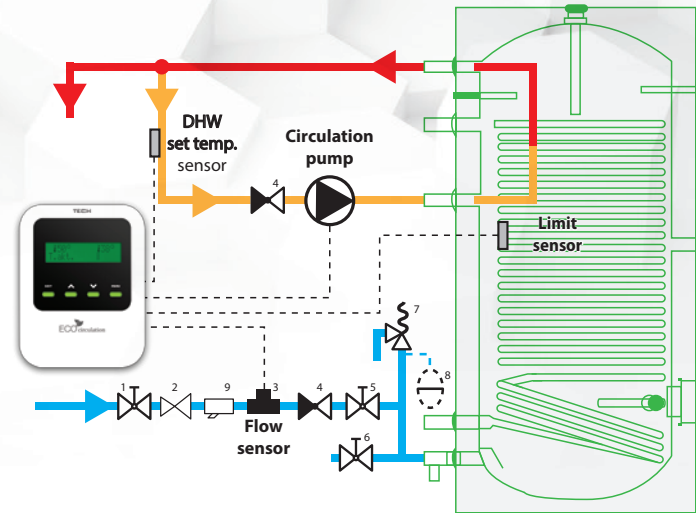 DHW
set temp.
sensor
Circulation
pump
4
TECH
Limit
sensor
ECO circulation
7
8
1
2
9
3
4
5
Flow
sensor
6